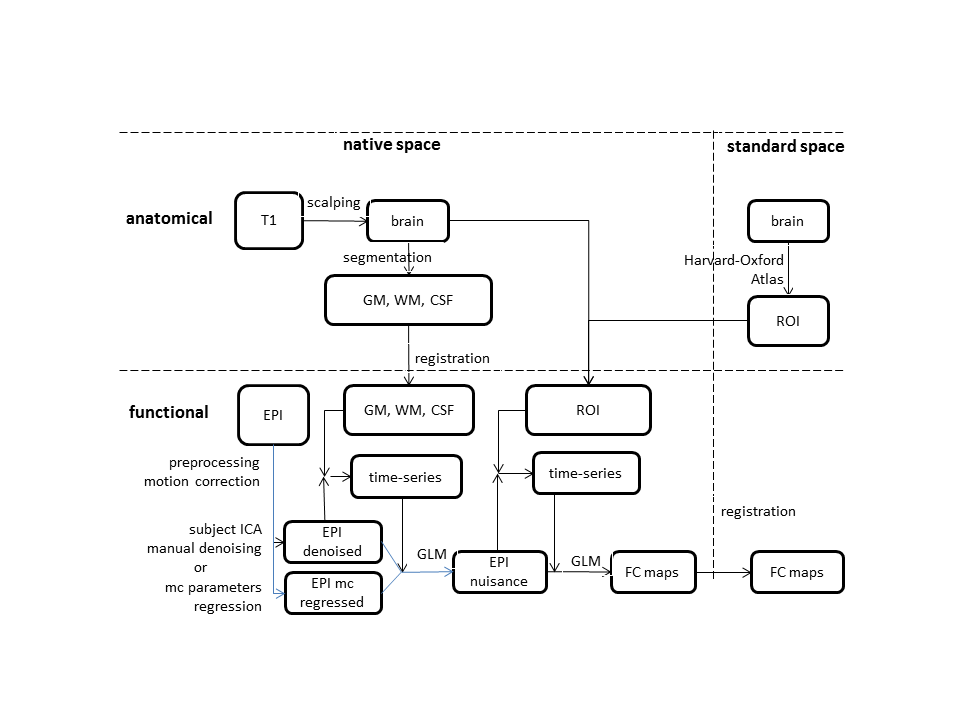 native space
standard space
anatomical
T1
scalping
brain
brain
segmentation
Harvard-Oxford
Atlas
GM, WM, CSF
ROI
registration
functional
EPI
GM, WM, CSF
ROI
preprocessing
motion correction
time-series
time-series
registration
subject ICA
manual denoising
or
mc parameters
regression
EPI
denoised
EPI mc
regressed
GLM
EPI
nuisance
GLM
FC maps
FC maps